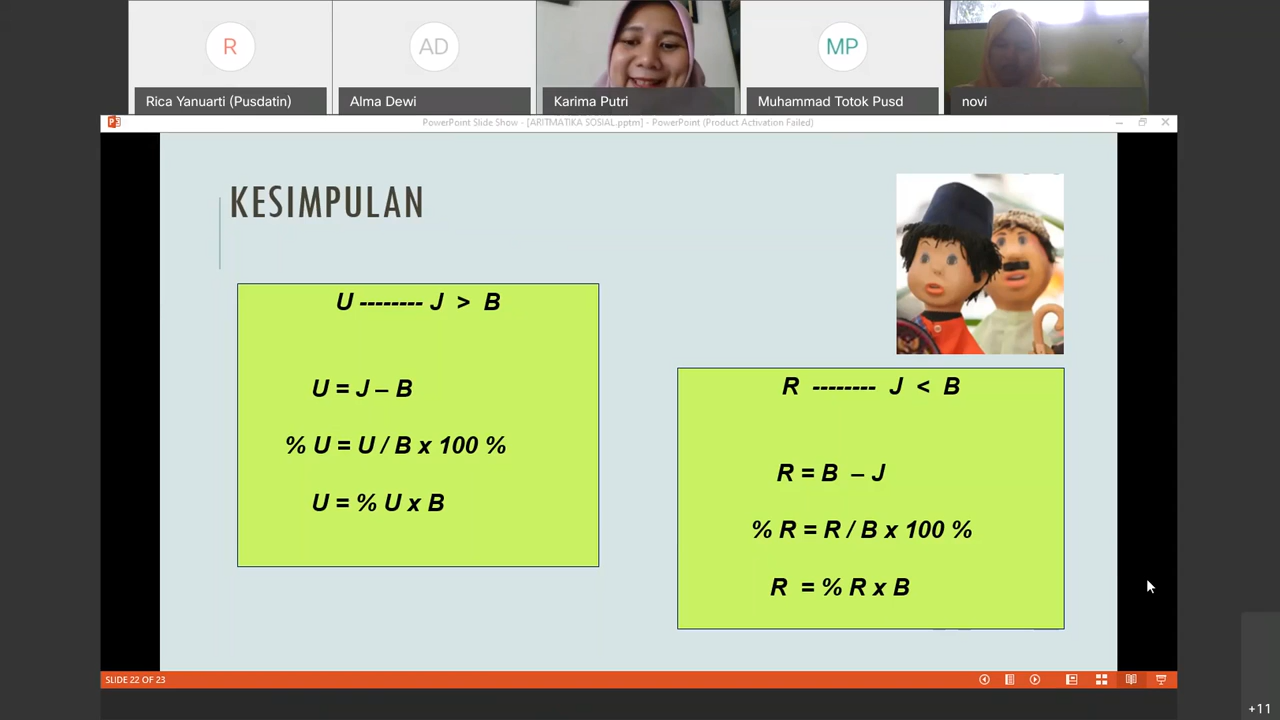 R
AD
MP
Rica Yanuarti (Pusdatin)
Alma Dewi
Karima Putri
Muhammad Totok Pusd
novi
PowerPoint Slide Show - [ARITMATIKA SOSIAL.pptm] - PowerPoint (Product Activation Failed)
KESIMPULAN
U -------- J > B
U = J – B
% U = U / B x 100 %
U = % U x B
R -------- J < B
R = B – J
% R = R / B x 100 %
R = % R x B
SLIDE 22 OF 23
+11